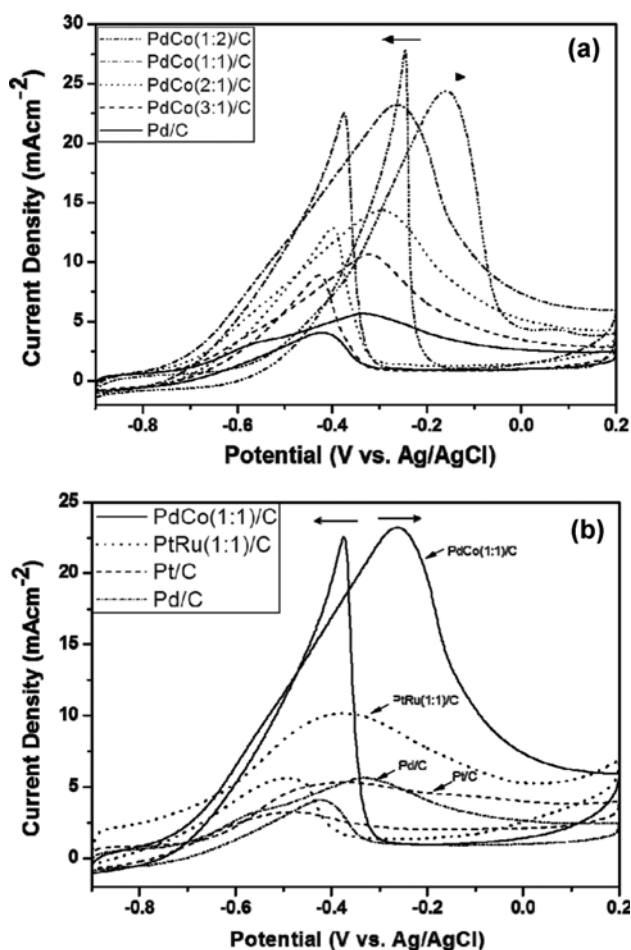 (a)
PdCo(1:2)/C
PdCo(1:1)/C
PdCo(2:1)/C
PdCo(3:1)/C
Pd/C
30
25
20
15
10
5
0
Current Density (mAcm⁻²)
-0.8 -0.6 -0.4 -0.2 0.0 0.2
Potential (V vs. Ag/AgCl)
(b)
PdCo(1:1)/C
PtRu(1:1)/C
Pt/C
Pd/C
PdCo(1:1)/C
PtRu(1:1)/C
Pd/C
Pt/C
25
20
15
10
5
0
Current Density (mAcm⁻²)
-0.8 -0.6 -0.4 -0.2 0.0 0.2
Potential (V vs. Ag/AgCl)